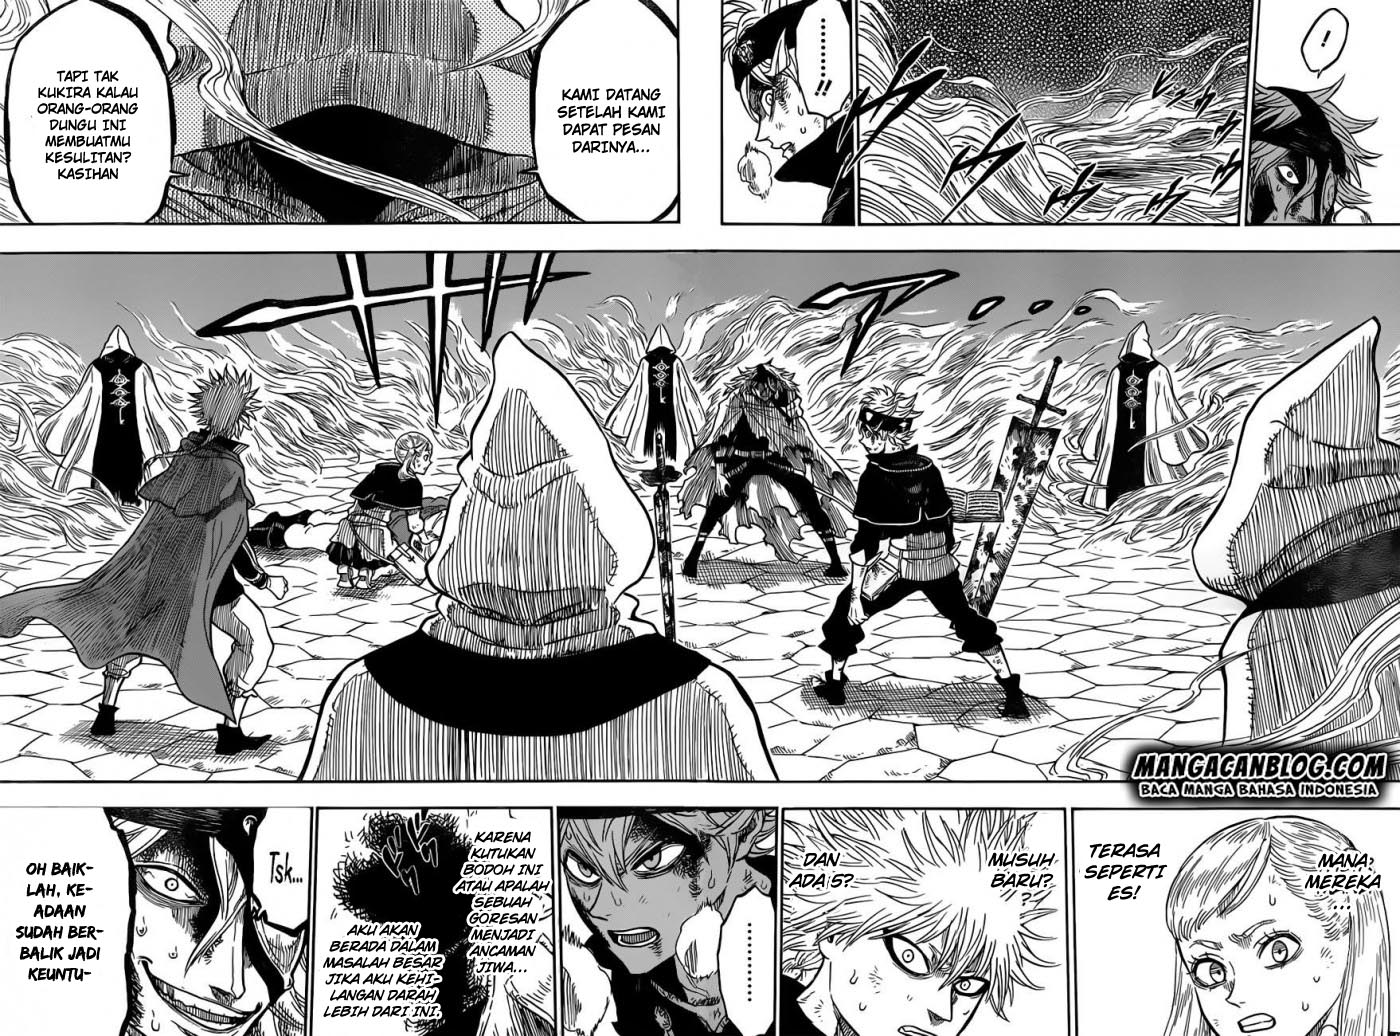 !
………!!
KAMI DATANG
SETELAH KAMI
DAPAT PESAN
DARINYA...
TAPI TAK
KUKIRA KALAU
ORANG-ORANG
DUNGU INI
MEMBUATMU
KESULITAN?
KASIHAN
MANGACANBLOG.COM
BACA MANGA BAHASA INDONESIA
MANA
MEREKA
...
TERASA
SEPERTI
ES!
MUSUH
BARU?
DAN
ADA 5?
………
KARENA
KUTUKAN
BODOH INI
ATAU APALAH
SEBUAH
GORESAN
MENJADI
ANCAMAN
JIWA...
AKU AKAN
BERADA DALAM
MASALAH BESAR
JIKA AKU KEHI-
LANGAN DARAH
LEBIH DARI INI.
TSK...
OH BAIK-
LAH, KE-
ADAAN
SUDAH BER-
BALIK JADI
KEUNTU-